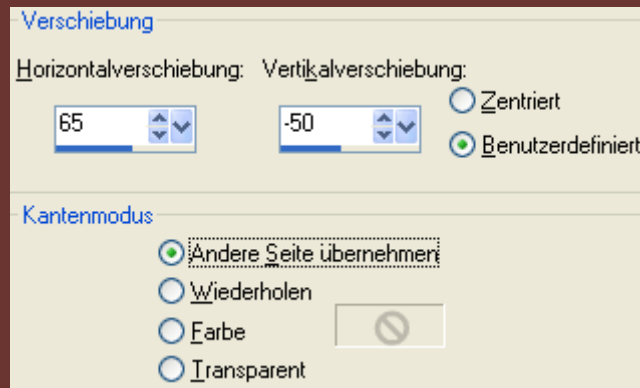 Verschiebung
Horizontalverschiebung: Vertikalverschiebung:
65 -50
Zentriert
Benutzerdefiniert
Kantenmodus
Andere Seite übernehmen
Wiederholen
Farbe
Transparent